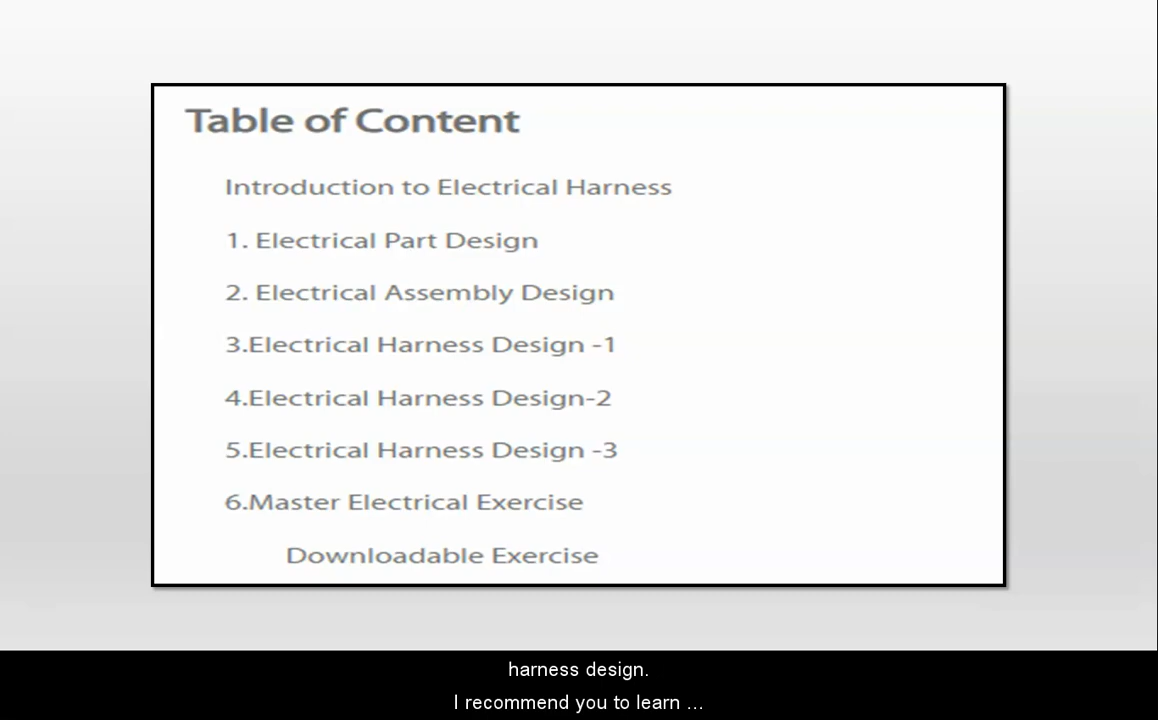 Table of Content
Introduction to Electrical Harness
1. Electrical Part Design
2. Electrical Assembly Design
3.Electrical Harness Design -1
4.Electrical Harness Design-2
5.Electrical Harness Design -3
6.Master Electrical Exercise
Downloadable Exercise
harness design.
I recommend you to learn ...